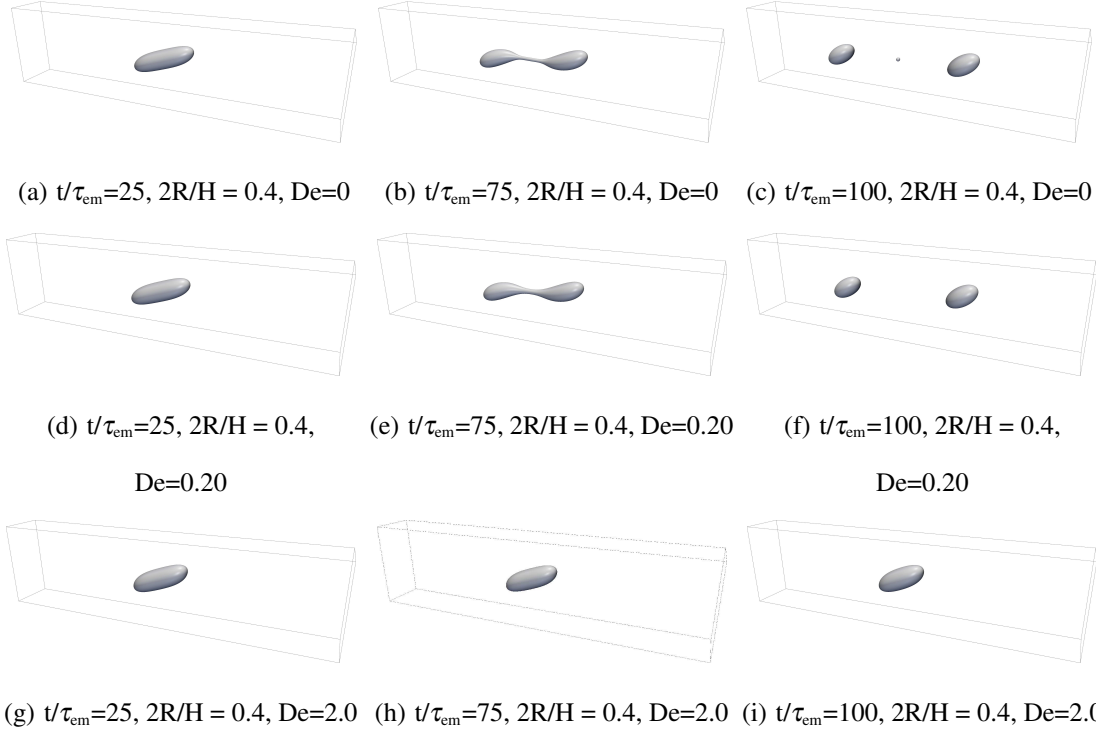 (a) t/τem=25, 2R/H = 0.4, De=0 (b) t/τem=75, 2R/H = 0.4, De=0 (c) t/τem=100, 2R/H = 0.4, De=0
(d) t/τem=25, 2R/H = 0.4, (e) t/τem=75, 2R/H = 0.4, De=0.20 (f) t/τem=100, 2R/H = 0.4,
De=0.20 De=0.20
(g) t/τem=25, 2R/H = 0.4, De=2.0 (h) t/τem=75, 2R/H = 0.4, De=2.0 (i) t/τem=100, 2R/H = 0.4, De=2.0